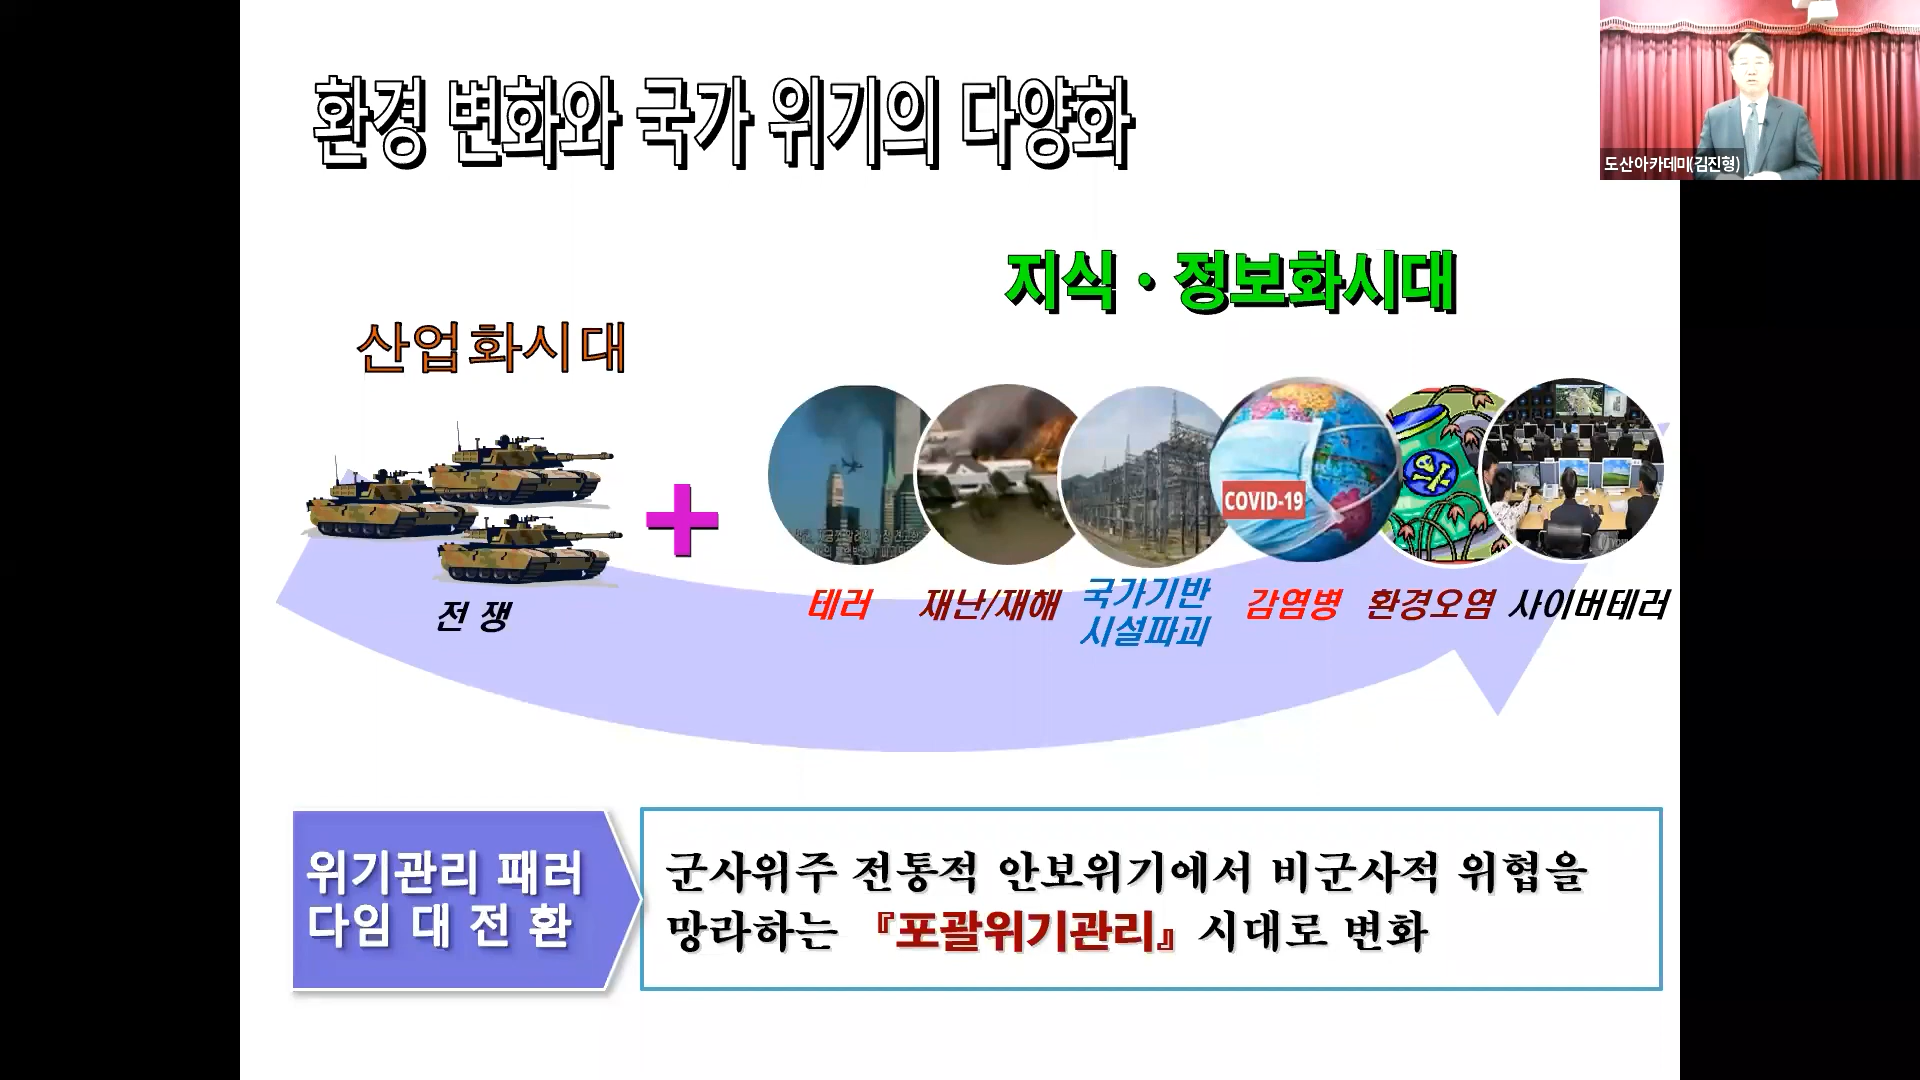 환경 변화와 국가 위기의 다양화
도산아카데미(김진형)
지식·정보화시대
산업화시대
COVID-19
전 쟁
테러
재난/재해
국가기반
시설파괴
감염병
환경오염
사이버테러
위기관리 패러
다임 대 전 환
군사위주 전통적 안보위기에서 비군사적 위협을
망라하는 『포괄위기관리』 시대로 변화